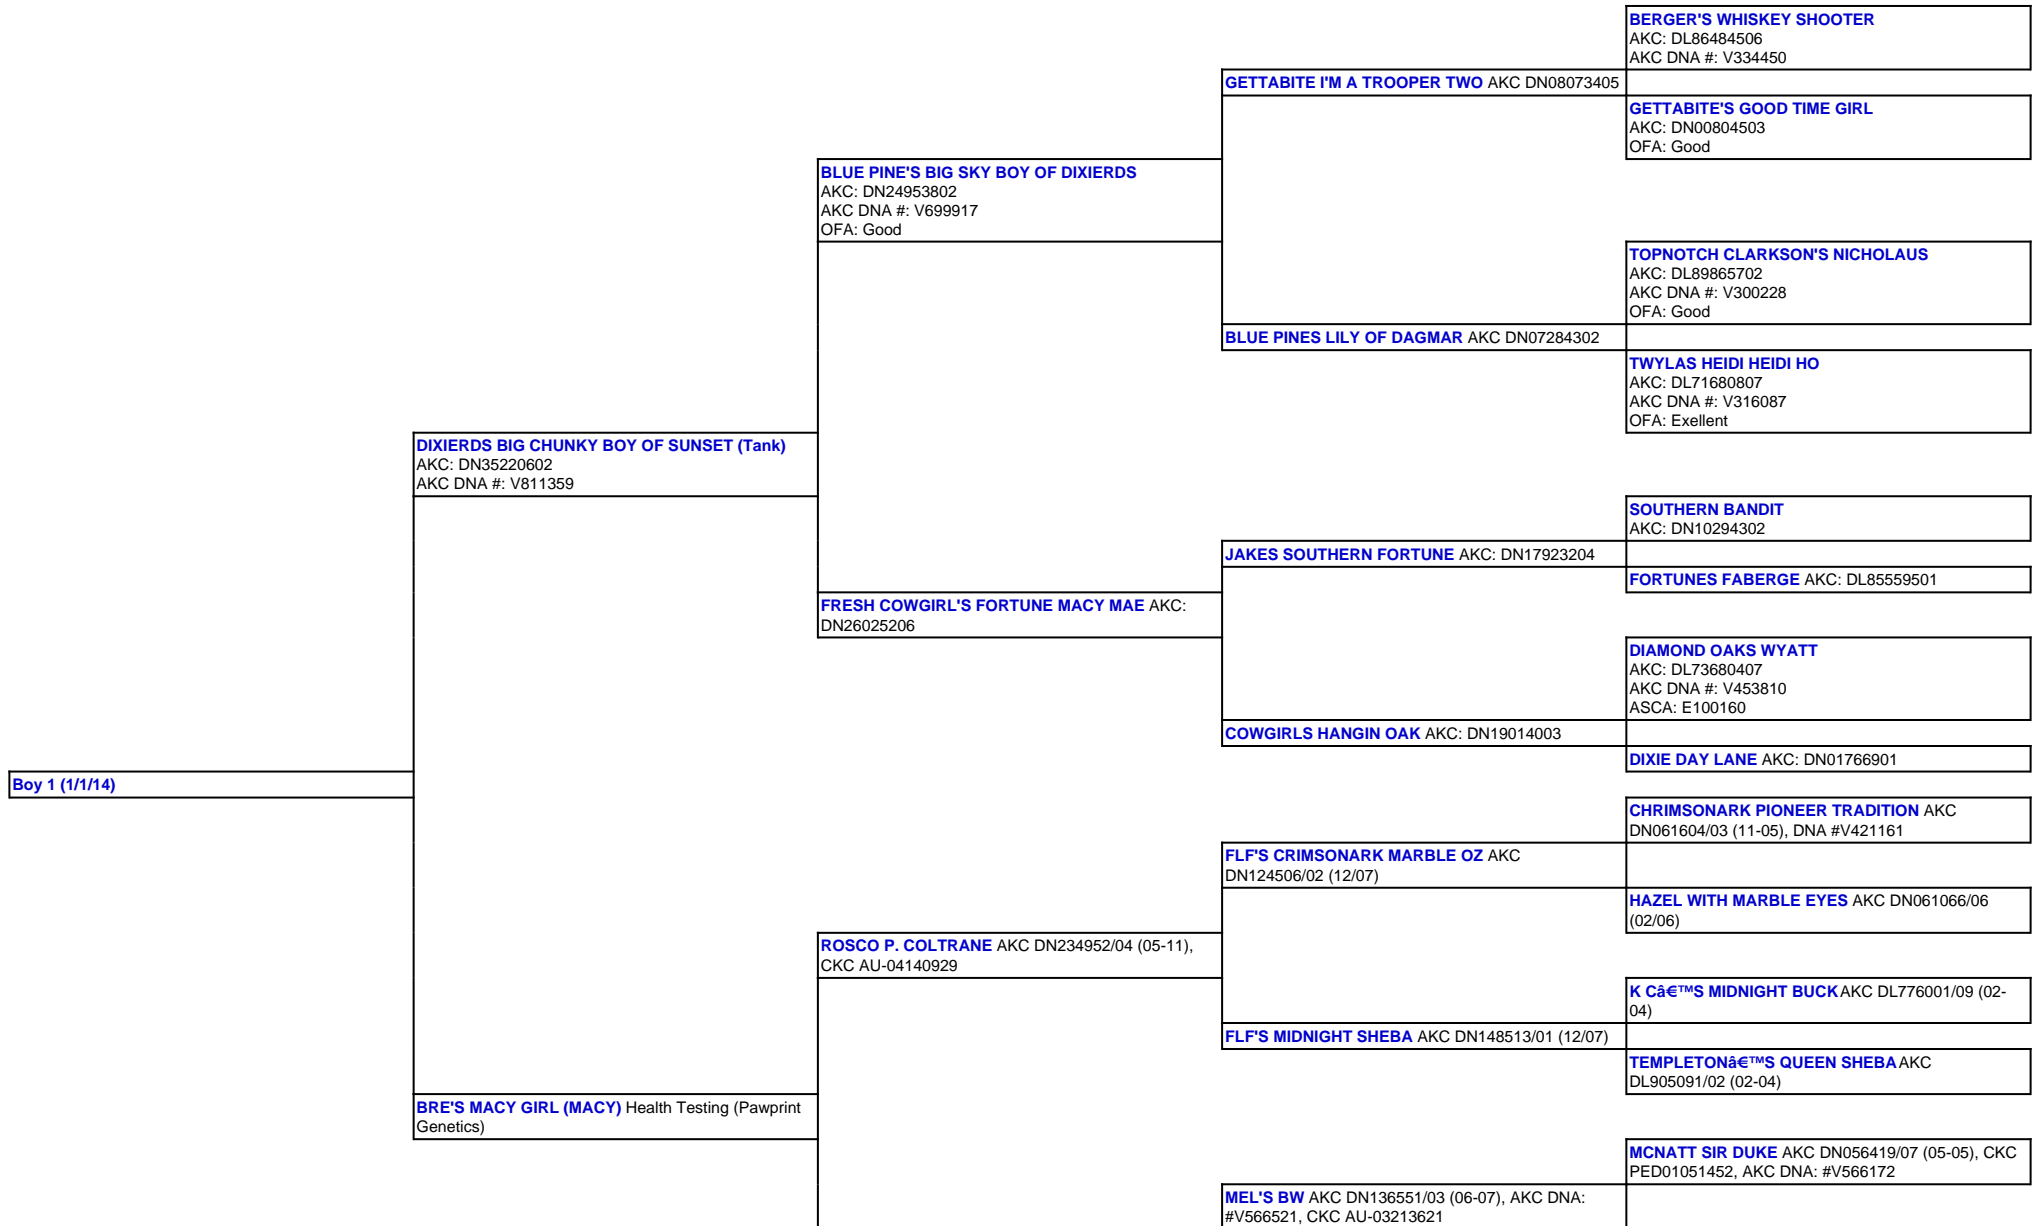 BERGER'S WHISKEY SHOOTER
AKC: DL86484506
AKC DNA #: V334450
GETTABITE I'M A TROOPER TWO AKC DN08073405
GETTABITE'S GOOD TIME GIRL
AKC: DN00804503
OFA: Good
BLUE PINE'S BIG SKY BOY OF DIXIERDS
AKC: DN24953802
AKC DNA #: V699917
OFA: Good
TOPNOTCH CLARKSON'S NICHOLAUS
AKC: DL89865702
AKC DNA #: V300228
OFA: Good
BLUE PINES LILY OF DAGMAR AKC DN07284302
TWYLAS HEIDI HEIDI HO
AKC: DL71680807
AKC DNA #: V316087
OFA: Exellent
DIXIERDS BIG CHUNKY BOY OF SUNSET (Tank)
AKC: DN35220602
AKC DNA #: V811359
SOUTHERN BANDIT
AKC: DN10294302
JAKES SOUTHERN FORTUNE AKC: DN17923204
FORTUNES FABERGE AKC: DL85559501
FRESH COWGIRL'S FORTUNE MACY MAE AKC:
DN26025206
DIAMOND OAKS WYATT
AKC: DL73680407
AKC DNA #: V453810
ASCA: E100160
COWGIRLS HANGIN OAK AKC: DN19014003
DIXIE DAY LANE AKC: DN01766901
Boy 1 (1/1/14)
CHRIMSONARK PIONEER TRADITION AKC
DN061604/03 (11-05), DNA #V421161
FLF'S CRIMSONARK MARBLE OZ AKC
DN124506/02 (12/07)
HAZEL WITH MARBLE EYES AKC DN061066/06
(02/06)
ROSCO P. COLTRANE AKC DN234952/04 (05-11),
CKC AU-04140929
K Câ€™S MIDNIGHT BUCK AKC DL776001/09 (02-
04)
FLF'S MIDNIGHT SHEBA AKC DN148513/01 (12/07)
TEMPLETONâ€™S QUEEN SHEBA AKC
DL905091/02 (02-04)
BRE'S MACY GIRL (MACY) Health Testing (Pawprint
Genetics)
MCNATT SIR DUKE AKC DN056419/07 (05-05), CKC
PED01051452, AKC DNA: #V566172
MEL'S BW AKC DN136551/03 (06-07), AKC DNA:
#V566521, CKC AU-03213621